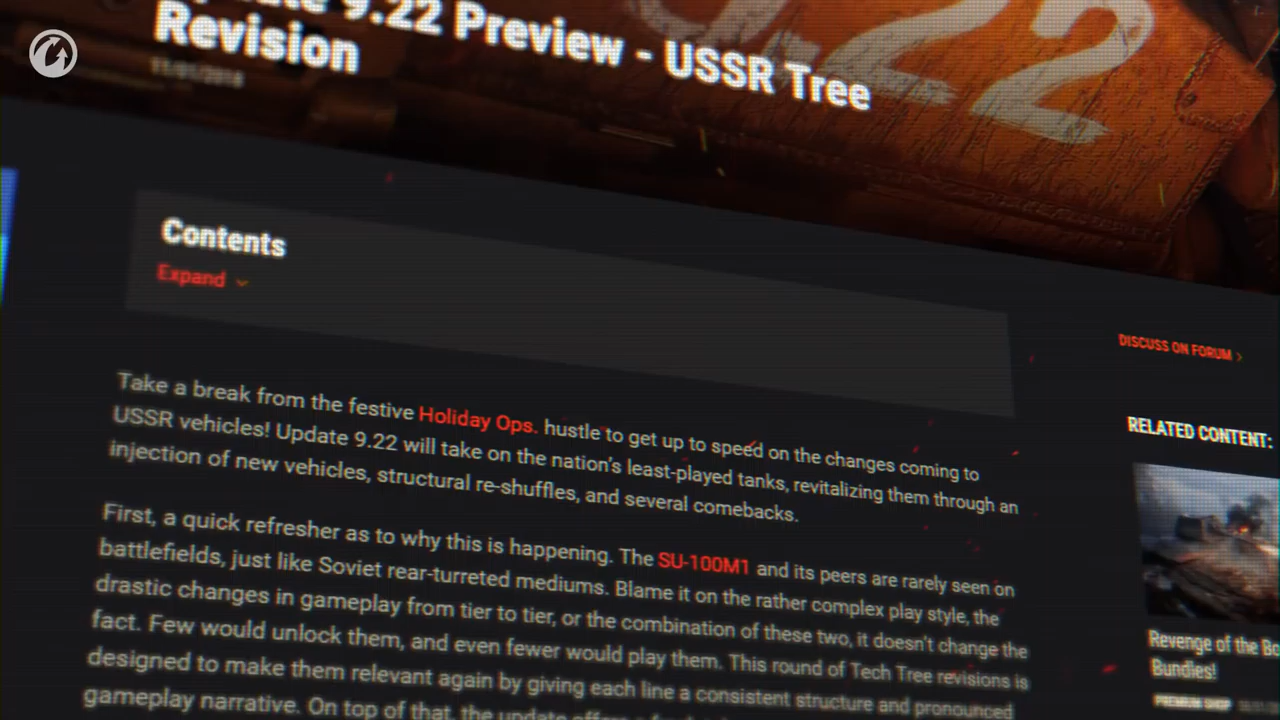 9.22 Preview - USSR Tree
Revision
22
Contents
Expand
DISCUSS ON FORUM >
Take a break from the festive Holiday Ops. hustle to get up to speed on the changes coming to
USSR vehicles! Update 9.22 will take on the nation's least-played tanks, revitalizing them through an
injection of new vehicles, structural re-shuffles, and several comebacks.
RELATED CONTENT:
First, a quick refresher as to why this is happening. The SU-100M1 and its peers are rarely seen on
battlefields, just like Soviet rear-turreted mediums. Blame it on the rather complex play style, the
drastic changes in gameplay from tier to tier, or the combination of these two, it doesn't change the
fact. Few would unlock them, and even fewer would play them. This round of Tech Tree revisions is
designed to make them relevant again by giving each line a consistent structure and pronounced
gameplay narrative. On top of that, the update offers
Revenge of the
Bundles!
PREMIUM SHOP